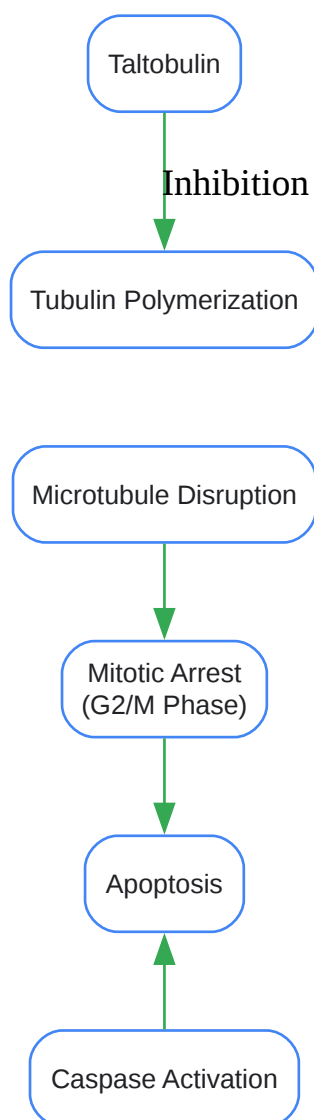 Taltobulin
Inhibition
Tubulin Polymerization
Microtubule Disruption
Mitotic Arrest
(G2/M Phase)
Apoptosis
Caspase Activation